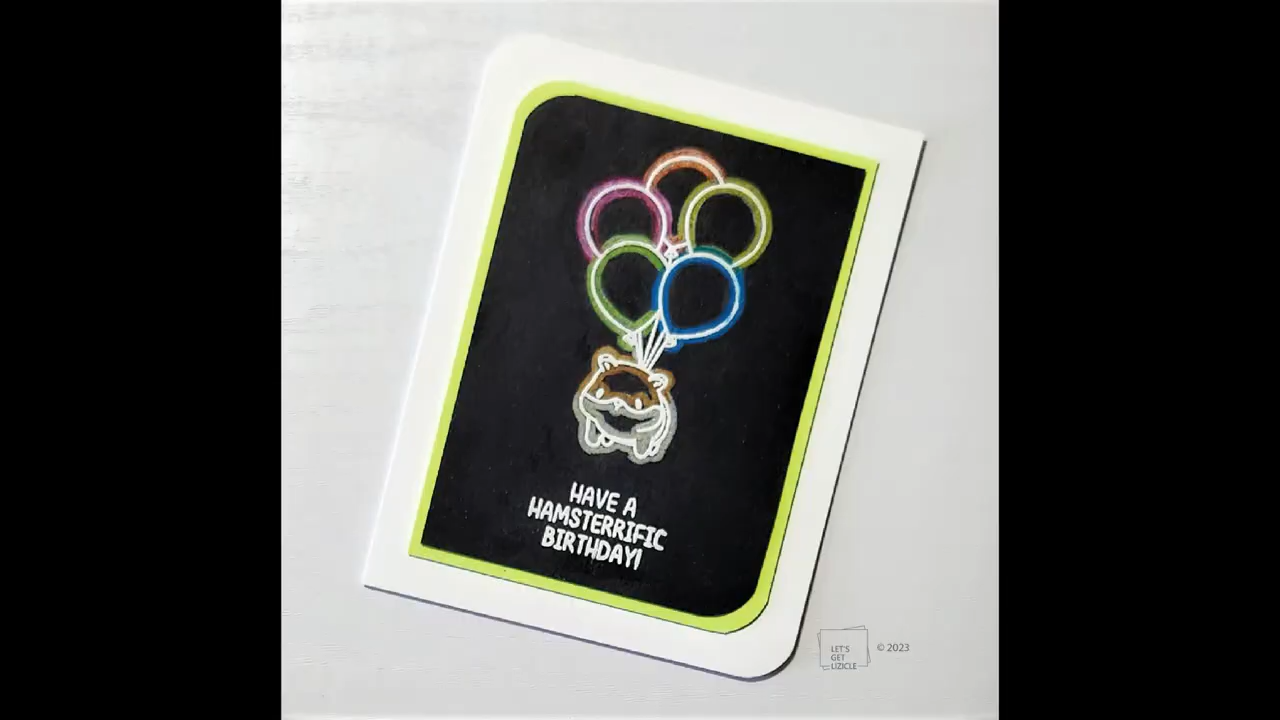 HAVE A
HAMSTERRIFIC
BIRTHDAY!
LET'S
GET
LIZICLE
© 2023